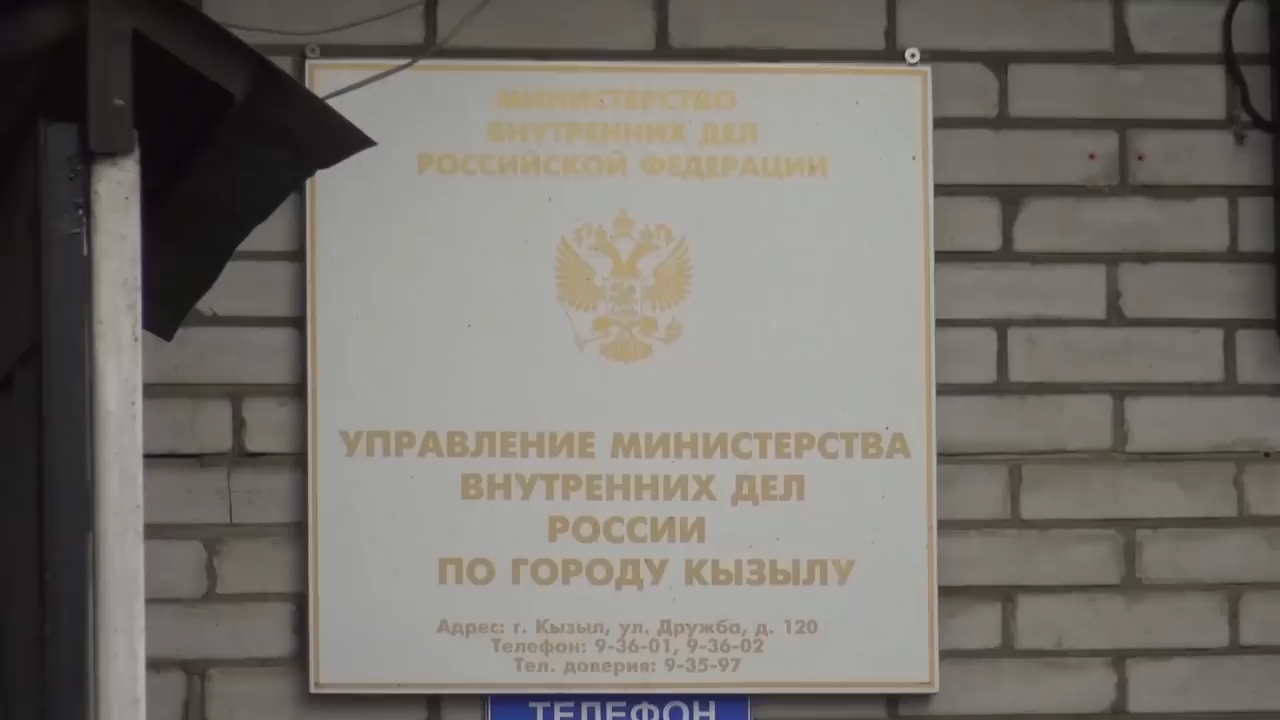 МИНИСТЕРСТВО
ВНУТРЕННИХ ДЕЛ
РОССИЙСКОЙ ФЕДЕРАЦИИ
УПРАВЛЕНИЕ МИНИСТЕРСТВА
ВНУТРЕННИХ ДЕЛ
РОССИИ
ПО ГОРОДУ КЫЗЫЛУ
Адрес: г. Кызыл, ул. Дружба, д. 120
Телефон: 9-36-01, 9-36-02
Тел. доверия: 9-35-97
ТЕЛЕФОН